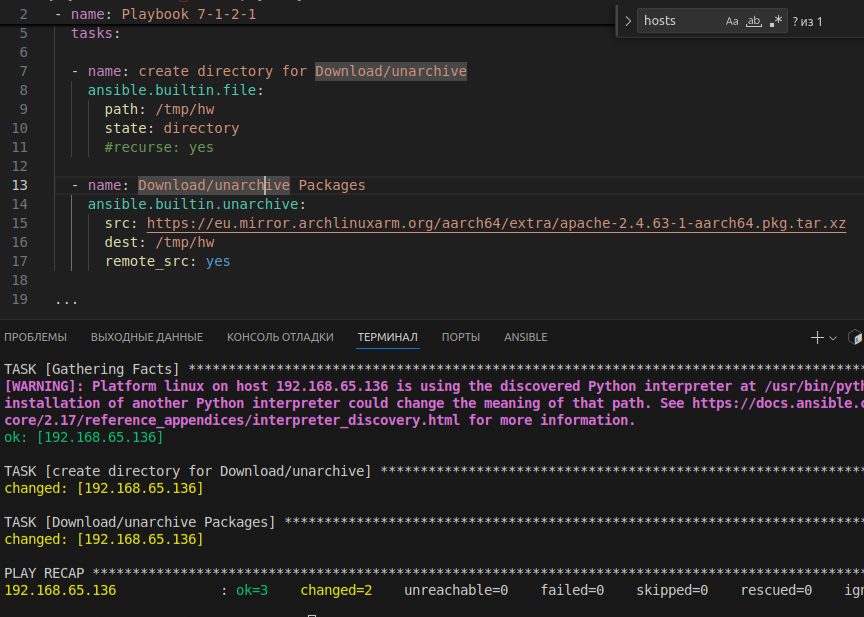 2 - name: Playbook 7-1-2-1
hosts Aa ab .* ? из 1
5 tasks:
6
7 - name: create directory for Download/unarchive
8 ansible.builtin.file:
9 path: /tmp/hw
10 state: directory
11 #recurse: yes
12
13 - name: Download/unarchive Packages
14 ansible.builtin.unarchive:
15 src: https://eu.mirror.archlinuxarm.org/aarch64/extra/apache-2.4.63-1-aarch64.pkg.tar.xz
16 dest: /tmp/hw
17 remote_src: yes
18
19 ...
ПРОБЛЕМЫ ВЫХОДНЫЕ ДАННЫЕ КОНСОЛЬ ОТЛАДКИ ТЕРМИНАЛ ПОРТЫ ANSIBLE
TASK [Gathering Facts] ******************************************************************************
[WARNING]: Platform linux on host 192.168.65.136 is using the discovered Python interpreter at /usr/bin/pyth
installation of another Python interpreter could change the meaning of that path. See https://docs.ansible.c
core/2.17/reference_appendices/interpreter_discovery.html for more information.
ok: [192.168.65.136]
TASK [create directory for Download/unarchive] ************************************************************
changed: [192.168.65.136]
TASK [Download/unarchive Packages] ************************************************************************
changed: [192.168.65.136]
PLAY RECAP ************************************************************************************************
192.168.65.136 : ok=3 changed=2 unreachable=0 failed=0 skipped=0 rescued=0 ign